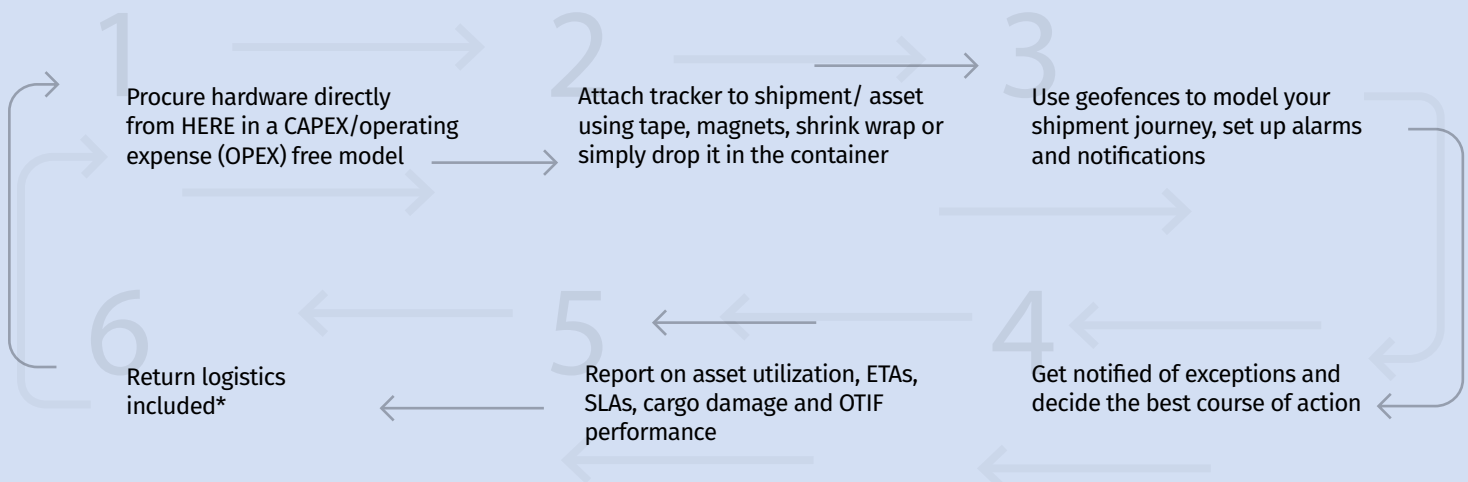 1
Procure hardware directly
from HERE in a CAPEX/operating
expense (OPEX) free model
2
Attach tracker to shipment/ asset
using tape, magnets, shrink wrap or
simply drop it in the container
3
Use geofences to model your
shipment journey, set up alarms
and notifications
4
Get notified of exceptions and
decide the best course of action
5
Report on asset utilization, ETAs,
SLAs, cargo damage and OTIF
performance
6
Return logistics
included*